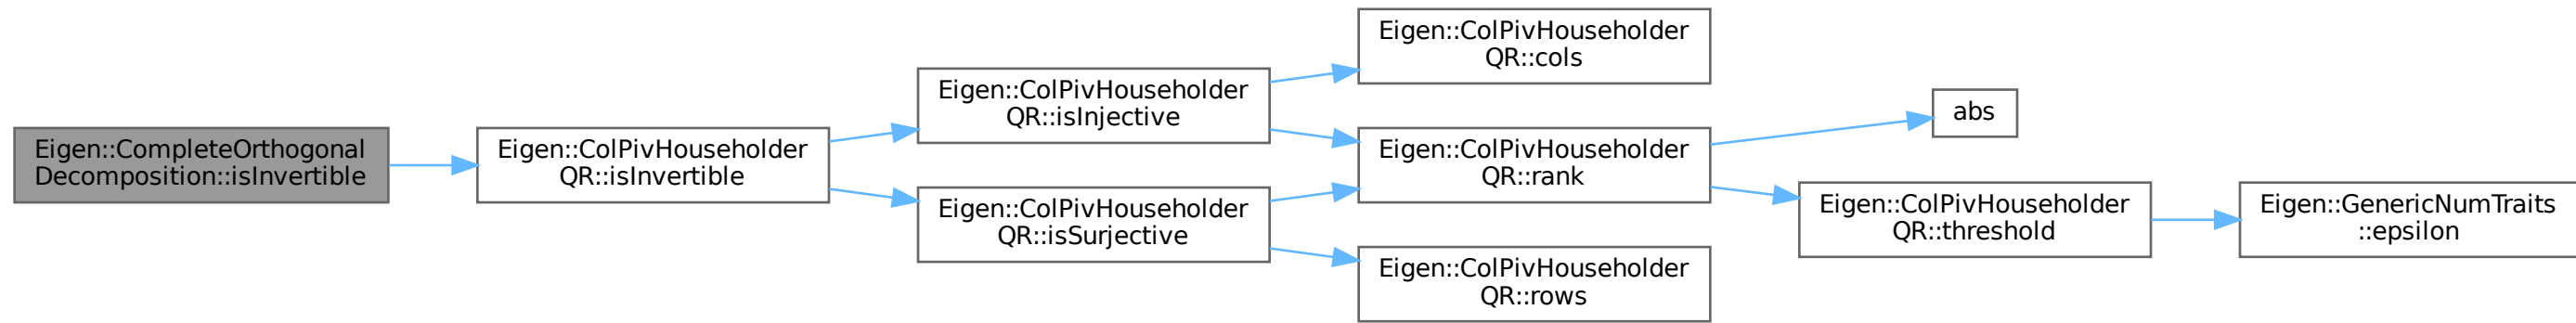 Eigen::CompleteOrthogonal
Decomposition::isInvertible
Eigen::ColPivHouseholder
QR::isInvertible
Eigen::ColPivHouseholder
QR::isInjective
Eigen::ColPivHouseholder
QR::isSurjective
Eigen::ColPivHouseholder
QR::cols
Eigen::ColPivHouseholder
QR::rank
Eigen::ColPivHouseholder
QR::rows
abs
Eigen::ColPivHouseholder
QR::threshold
Eigen::GenericNumTraits
::epsilon